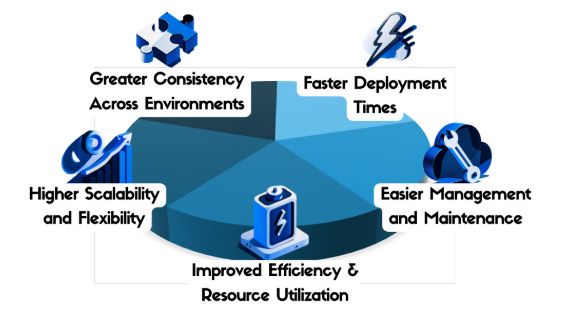 Greater Consistency
Across Environments
Faster Deployment
Times
Higher Scalability
and Flexibility
Easier Management
and Maintenance
Improved Efficiency &
Resource Utilization